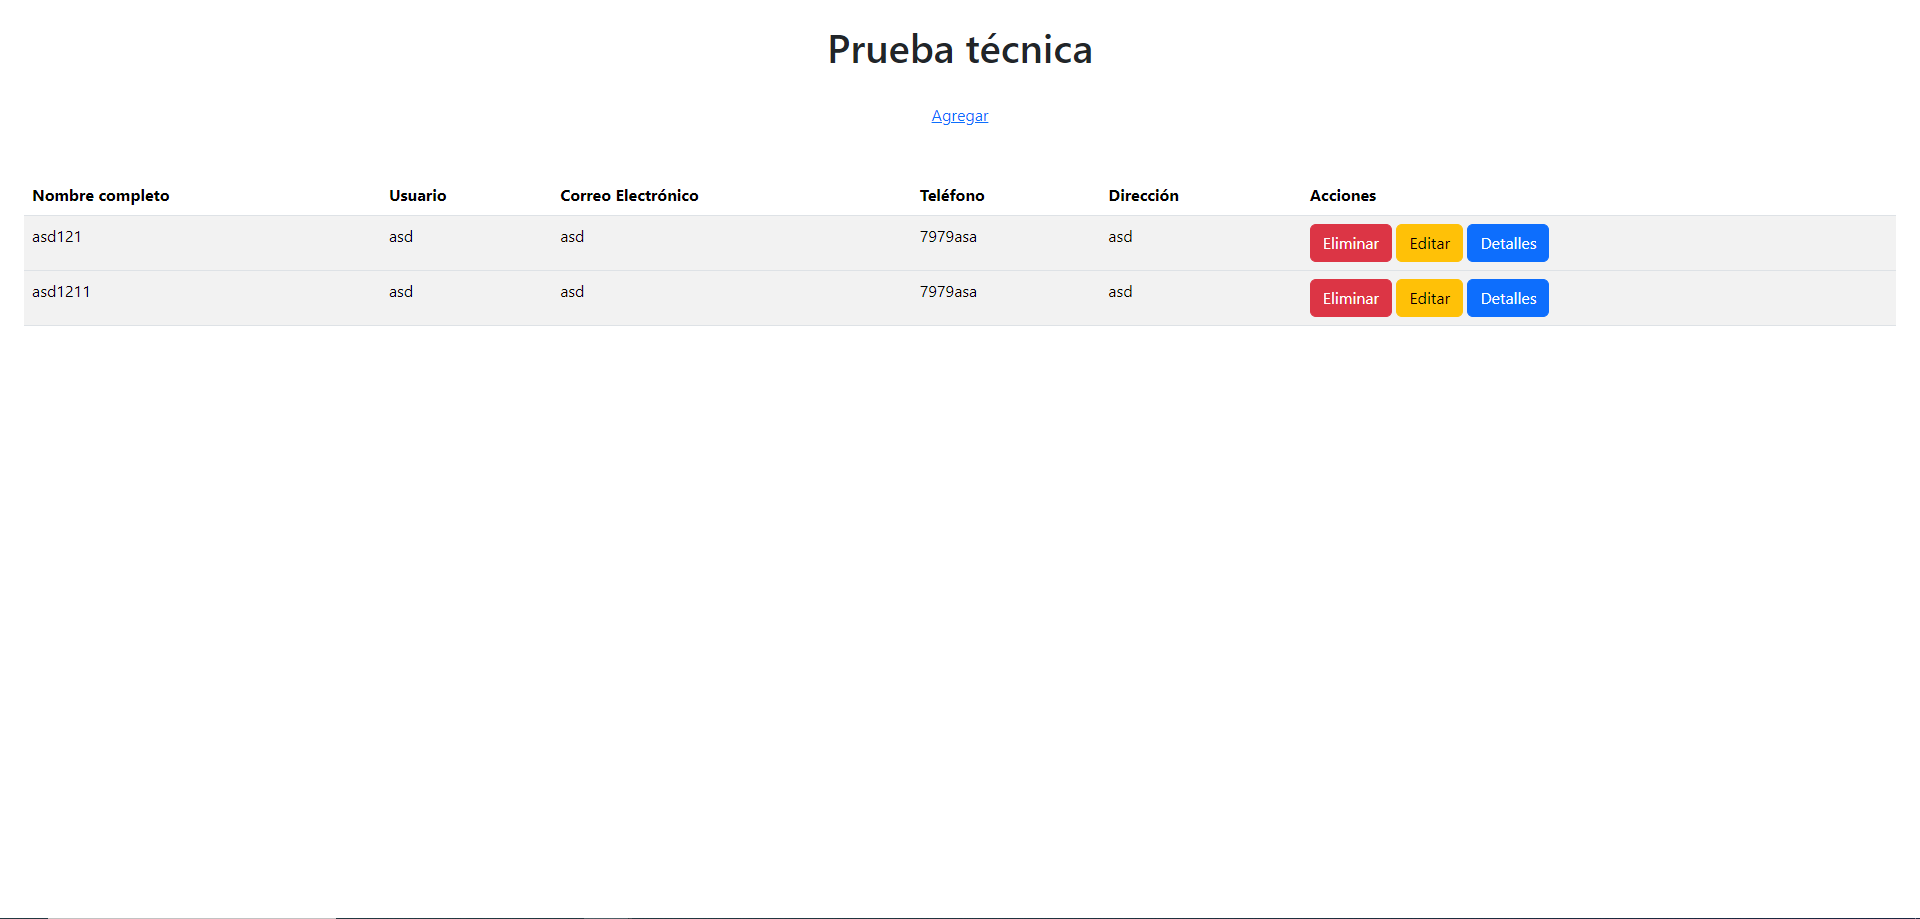 Prueba técnica
Agregar
Nombre completo Usuario Correo Electrónico Teléfono Dirección Acciones
asd121 asd asd 7979asa asd Eliminar Editar Detalles
asd1211 asd asd 7979asa asd Eliminar Editar Detalles